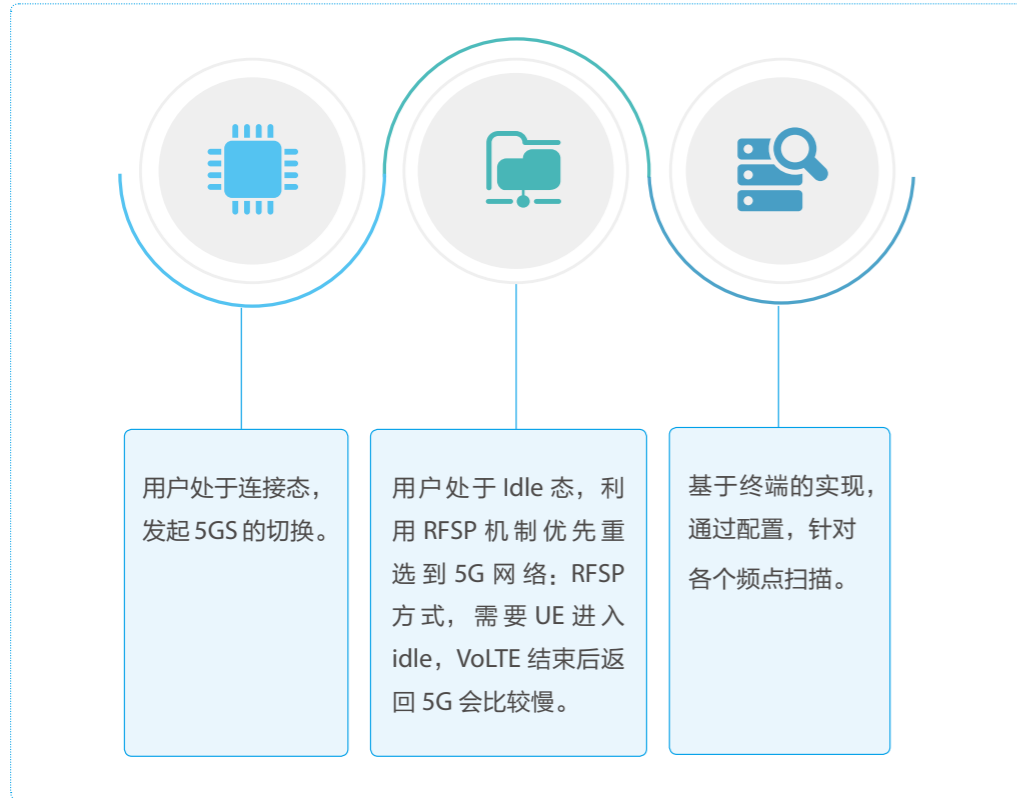 用户处于连接态，
发起 5GS 的切换。
用户处于 Idle 态，利
用 RFSP 机制优先重
选到 5G 网络：RFSP
方式，需要 UE 进入
idle，VoLTE 结束后返
回 5G 会比较慢。
基于终端的实现，
通过配置，针对
各个频点扫描。